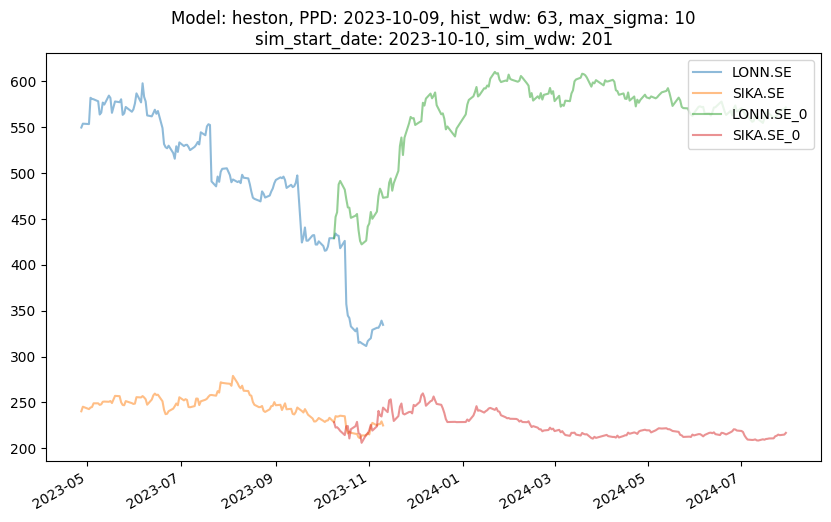 Model: heston, PPD: 2023-10-09, hist_wdw: 63, max_sigma: 10
sim_start_date: 2023-10-10, sim_wdw: 201
LONN.SE
SIKA.SE
LONN.SE_0
SIKA.SE_0
600
550
500
450
400
350
300
250
200
2023-05
2023-07
2023-09
2023-11
2024-01
2024-03
2024-05
2024-07